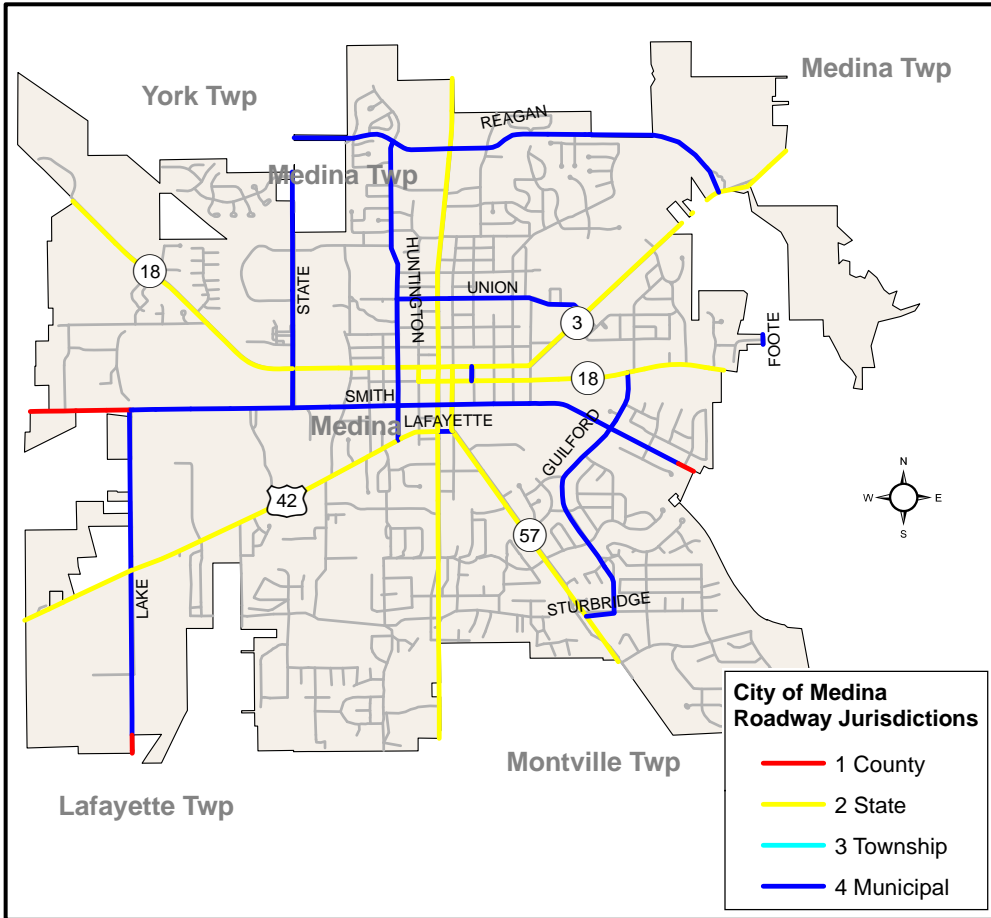 Medina Twp
York Twp
REAGAN
Medina Twp
HUNTINGTON
18
STATE
UNION
3
FOOTE
18
SMITH
LAFAYETTE
Medina
GUILFORD
42
N
W
E
S
57
LAKE
STURBRIDGE
City of Medina
Roadway Jurisdictions
1 County
2 State
3 Township
4 Municipal
Montville Twp
Lafayette Twp